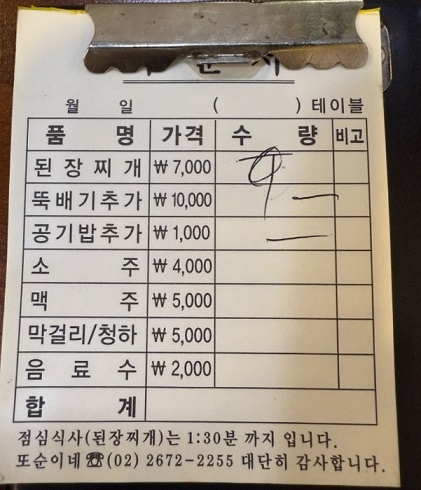 월 일 ( ) 테이블
품 명 가격 수 량 비고
된장찌개 ₩7,000
뚝배기추가 ₩10,000 一
공기밥추가 ₩1,000 一
소 주 ₩4,000
맥 주 ₩5,000
막걸리/청하 ₩5,000
음 료 수 ₩2,000
합 계
점심식사(된장찌개)는 1:30분 까지 입니다.
또순이네 ☎(02) 2672-2255 대단히 감사합니다.